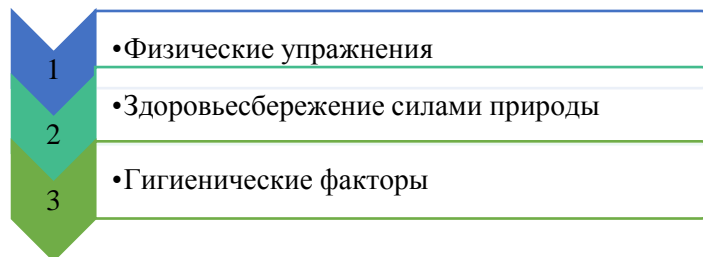 1
•Физические упражнения
2
•Здоровьесбережение силами природы
3
•Гигиенические факторы